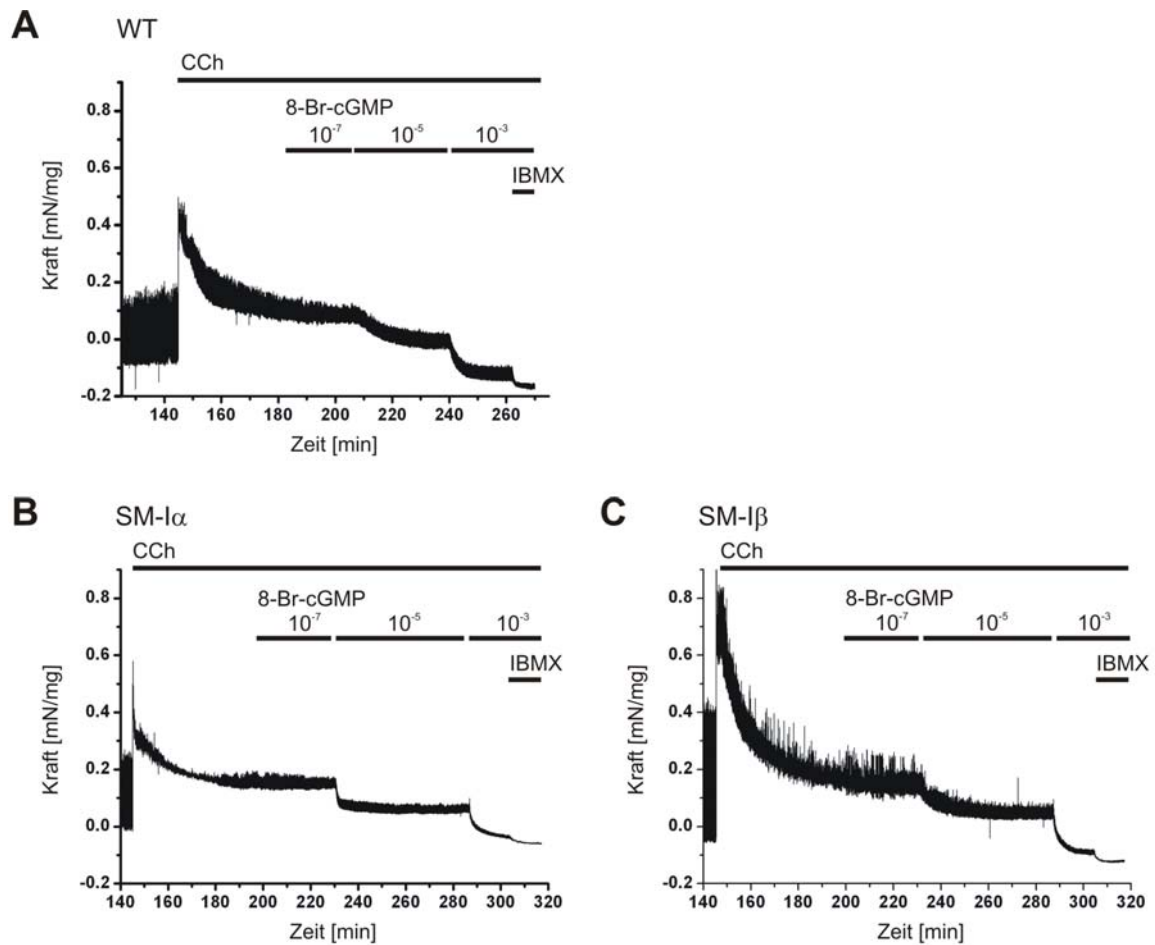 A WT
CCh
8-Br-cGMP
10⁻⁷ 10⁻⁵ 10⁻³
IBMX
Kraft [mN/mg]
0.8
0.6
0.4
0.2
0.0
-0.2
140 160 180 200 220 240 260
Zeit [min]
B SM-Iα
CCh
8-Br-cGMP
10⁻⁷ 10⁻⁵ 10⁻³
IBMX
Kraft [mN/mg]
0.8
0.6
0.4
0.2
0.0
-0.2
140 160 180 200 220 240 260 280 300 320
Zeit [min]
C SM-Iβ
CCh
8-Br-cGMP
10⁻⁷ 10⁻⁵ 10⁻³
IBMX
Kraft [mN/mg]
0.8
0.6
0.4
0.2
0.0
-0.2
140 160 180 200 220 240 260 280 300 320
Zeit [min]